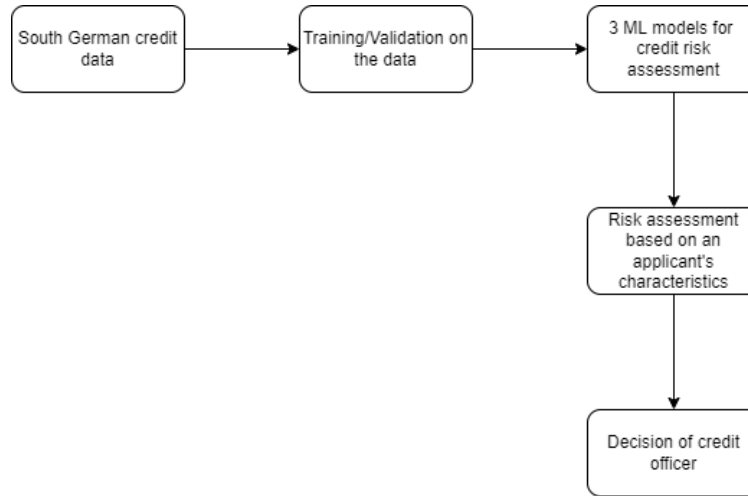 South German credit
data
Training/Validation on
the data
3 ML models for
credit risk
assessment
Risk assessment
based on an
applicant's
characteristics
Decision of credit
officer